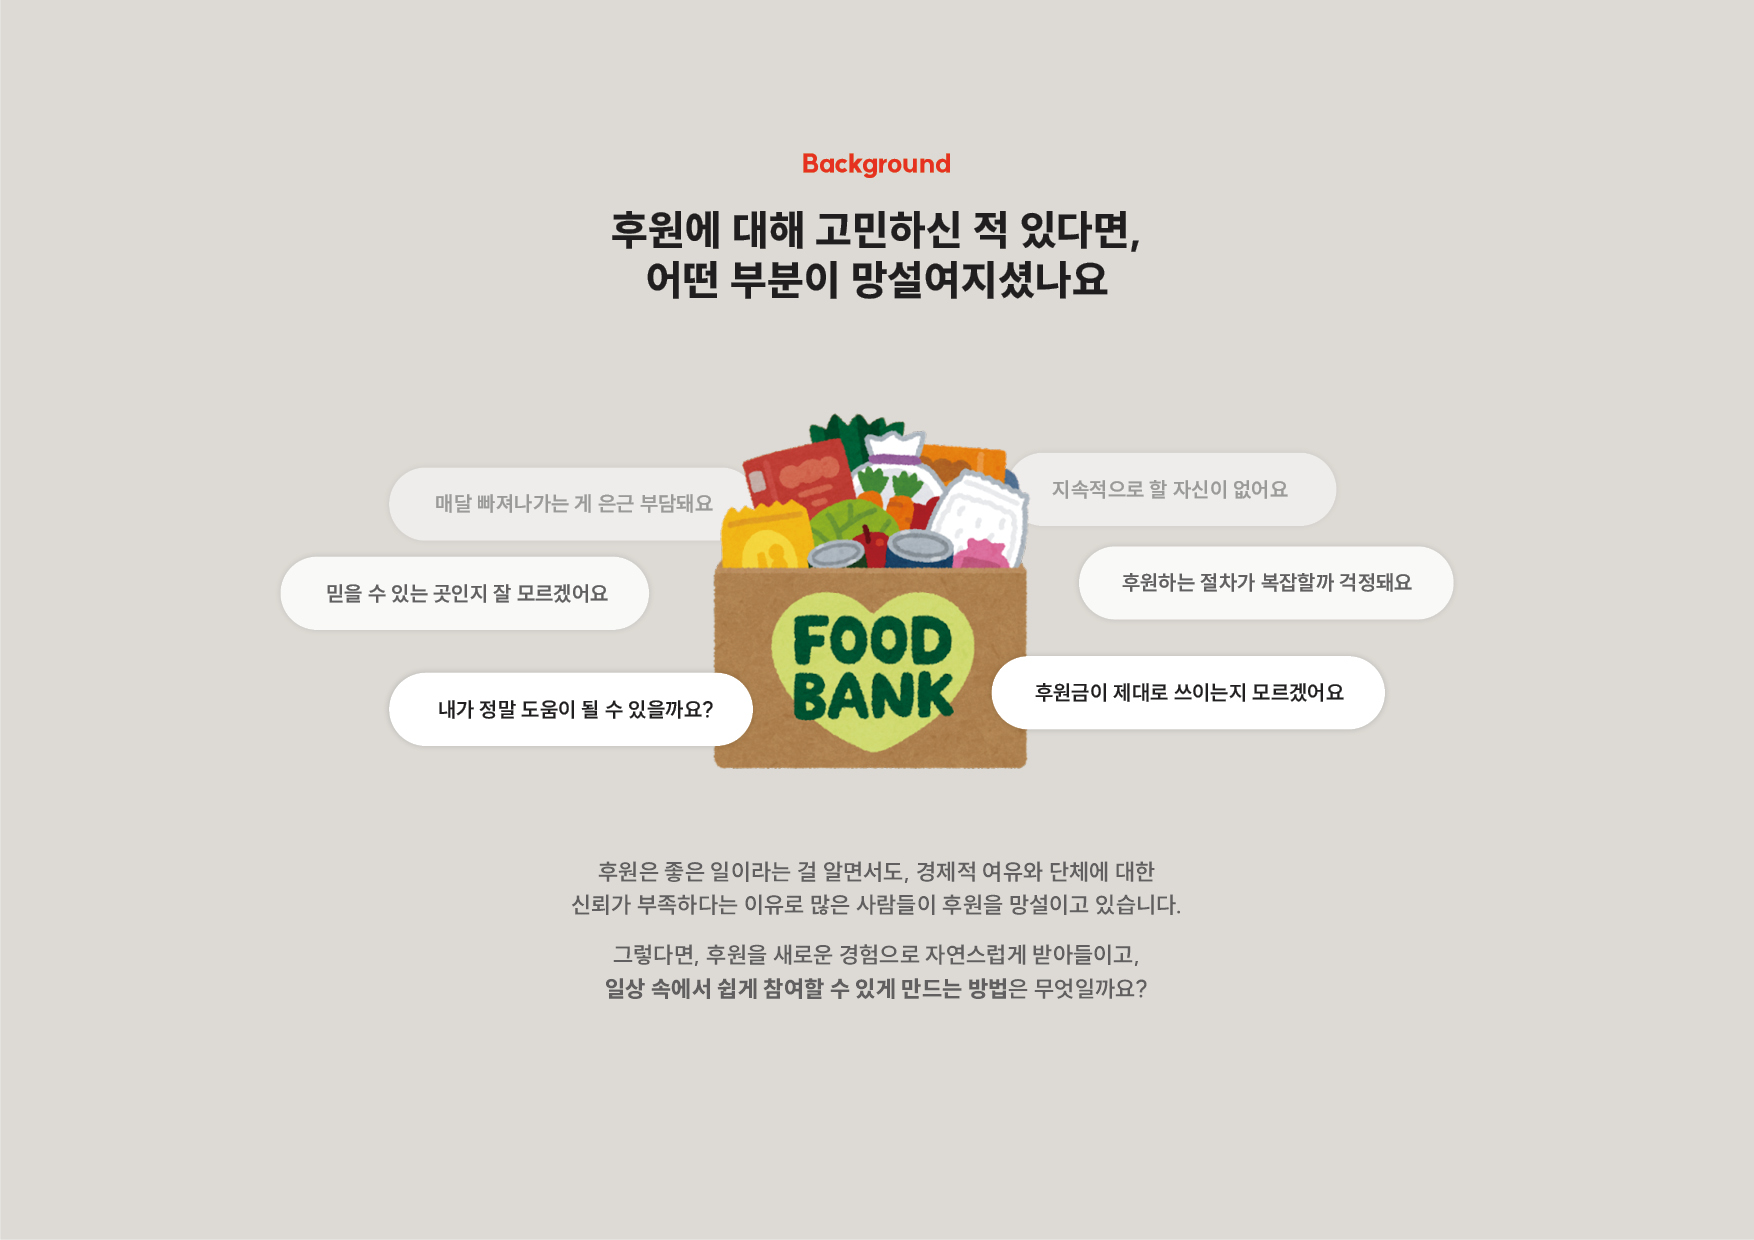 Background
후원에 대해 고민하신 적 있다면,
어떤 부분이 망설여지셨나요
매달 빠져나가는 게 은근 부담돼요
지속적으로 할 자신이 없어요
믿을 수 있는 곳인지 잘 모르겠어요
후원하는 절차가 복잡할까 걱정돼요
내가 정말 도움이 될 수 있을까요?
후원금이 제대로 쓰이는지 모르겠어요
FOOD
BANK
후원은 좋은 일이라는 걸 알면서도, 경제적 여유와 단체에 대한
신뢰가 부족하다는 이유로 많은 사람들이 후원을 망설이고 있습니다.
그렇다면, 후원을 새로운 경험으로 자연스럽게 받아들이고,
일상 속에서 쉽게 참여할 수 있게 만드는 방법은 무엇일까요?